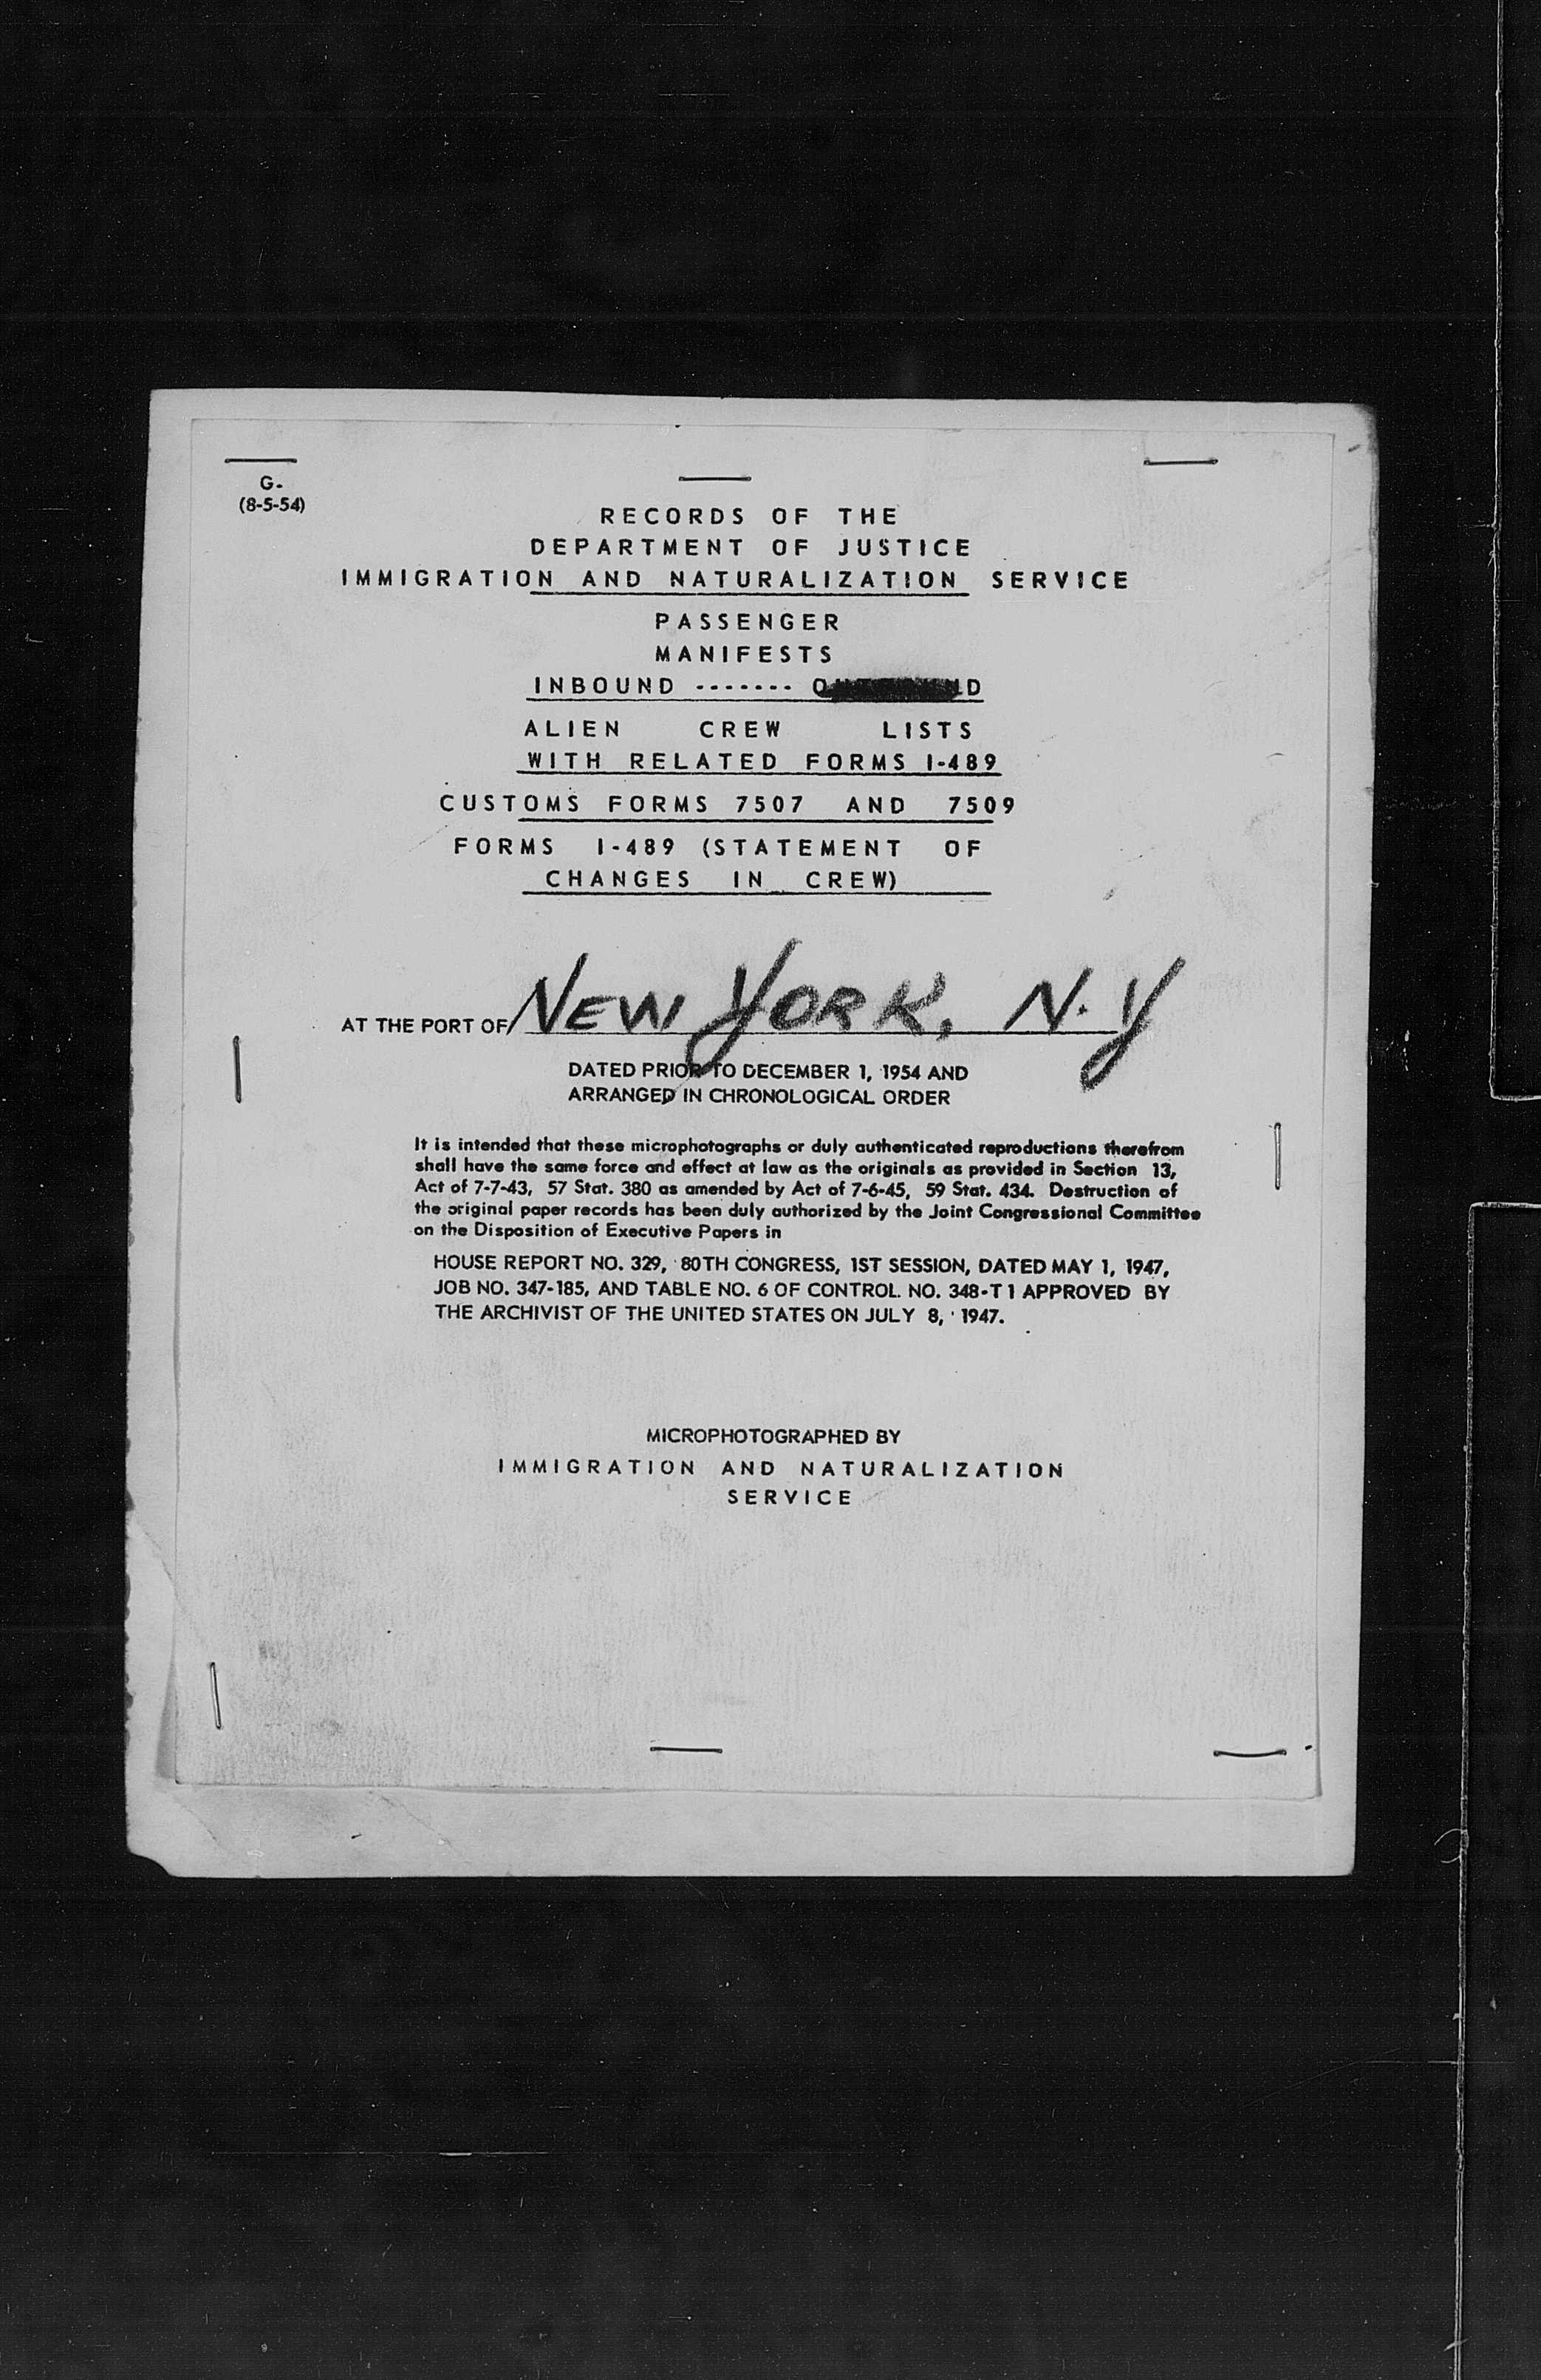 G-
(8-5-54)
RECORDS OF THE
DEPARTMENT OF JUSTICE
IMMIGRATION AND NATURALIZATION SERVICE
PASSENGER
MANIFESTS
INBOUND -------
ALIEN CREW LISTS
WITH RELATED FORMS I-489
CUSTOMS FORMS 7507 AND 7509
FORMS I-489 (STATEMENT OF
CHANGES IN CREW)
AT THE PORT OF NEW YORK, N.Y
DATED PRIOR TO DECEMBER 1, 1954 AND
ARRANGED IN CHRONOLOGICAL ORDER
It is intended that these microphotographs or duly authenticated reproductions therefrom
shall have the same force and effect at law as the originals as provided in Section 13,
Act of 7-7-43, 57 Stat. 380 as amended by Act of 7-6-45, 59 Stat. 434. Destruction of
the original paper records has been duly authorized by the Joint Congressional Committee
on the Disposition of Executive Papers in
HOUSE REPORT NO. 329, 80TH CONGRESS, 1ST SESSION, DATED MAY 1, 1947,
JOB NO. 347-185, AND TABLE NO. 6 OF CONTROL NO. 348-T 1 APPROVED BY
THE ARCHIVIST OF THE UNITED STATES ON JULY 8, 1947.
MICROPHOTOGRAPHED BY
IMMIGRATION AND NATURALIZATION
SERVICE